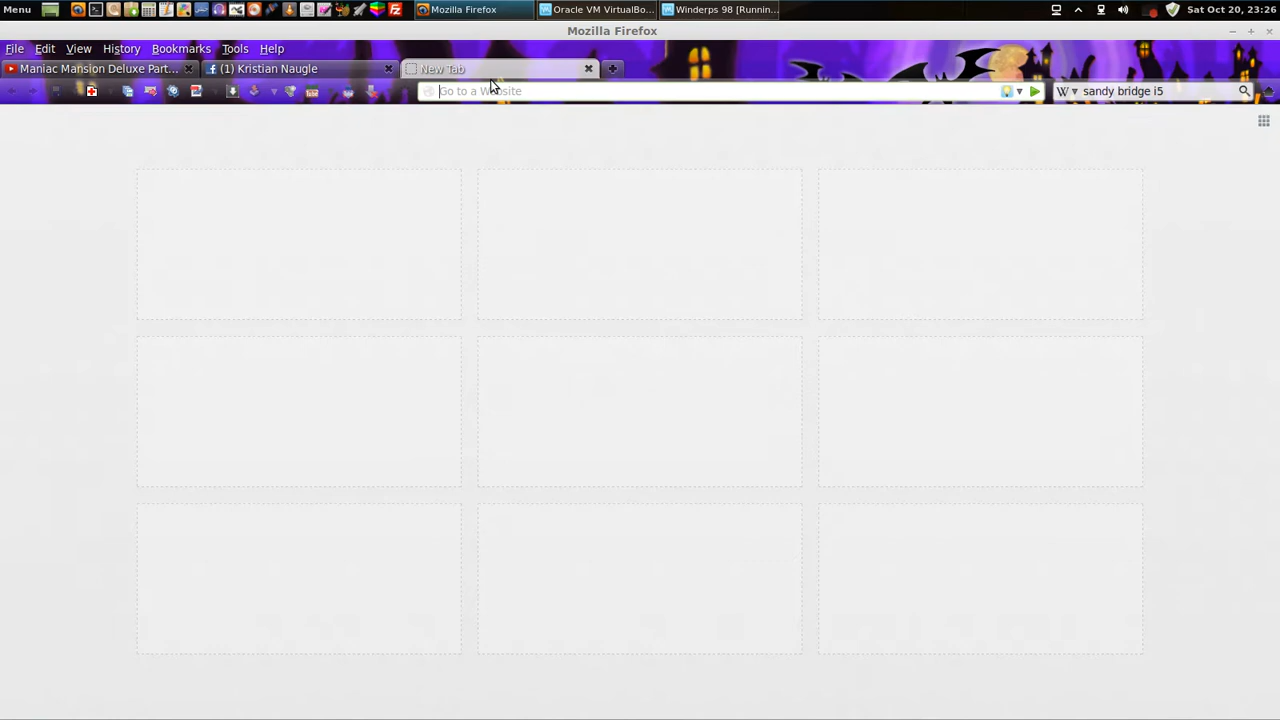 Menu Mozilla Firefox Oracle VM VirtualBo... Winderps 98 [Runnin... Sat Oct 20, 23:26
Mozilla Firefox
File Edit View History Bookmarks Tools Help
Maniac Mansion Deluxe Part... (1) Kristian Naugle New Tab
Go to a Website sandy bridge i5